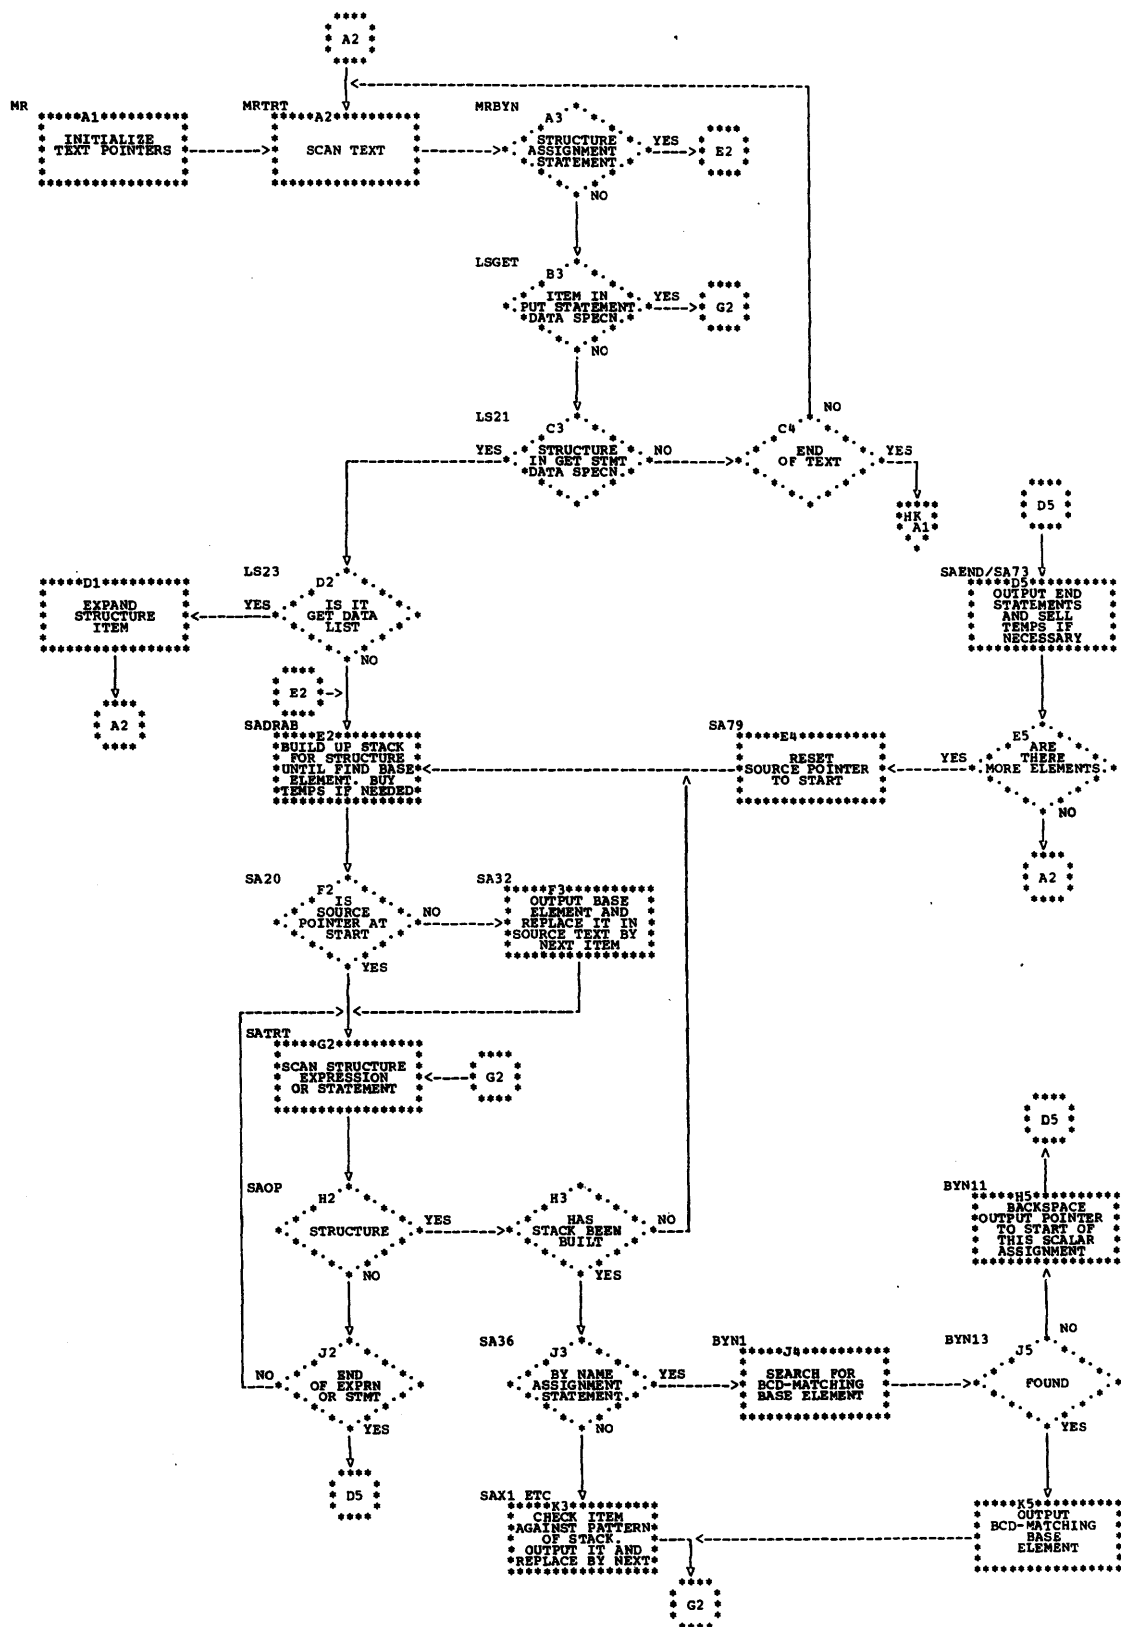 A2
MR
MRTRT
MRBYN
A1
INITIALIZE
TEXT POINTERS
A2
SCAN TEXT
A3
STRUCTURE
ASSIGNMENT
STATEMENT
YES
E2
NO
LSGET
B3
ITEM IN
PUT STATEMENT
DATA SPECN.
YES
G2
NO
LS21
C3
STRUCTURE
IN GET STMT
DATA SPECN.
YES
NO
C4
END
OF TEXT
NO
YES
HK
A1
D5
LS23
D1
EXPAND
STRUCTURE
ITEM
YES
D2
IS IT
GET DATA
LIST
NO
SAEND/SA73
D5
OUTPUT END
STATEMENTS
AND SELL
TEMPS IF
NECESSARY
A2
E2
SADRAB
E2
BUILD UP STACK
FOR STRUCTURE
UNTIL FIND BASE
ELEMENT. BUY
TEMPS IF NEEDED
SA79
E4
RESET
SOURCE POINTER
TO START
YES
E5
ARE
THERE
MORE ELEMENTS
NO
A2
SA20
F2
IS
SOURCE
POINTER AT
START
NO
YES
SA32
F3
OUTPUT BASE
ELEMENT AND
REPLACE IT IN
SOURCE TEXT BY
NEXT ITEM
SATRT
G2
SCAN STRUCTURE
EXPRESSION
OR STATEMENT
G2
SAOP
H2
STRUCTURE
YES
NO
H3
HAS
STACK BEEN
BUILT
NO
YES
D5
BYN11
H5
BACKSPACE
OUTPUT POINTER
TO START OF
THIS SCALAR
ASSIGNMENT
J2
END
OF EXPRN
OR STMT
NO
YES
D5
SA36
J3
BY NAME
ASSIGNMENT
STATEMENT
YES
NO
BYN1
J4
SEARCH FOR
BCD-MATCHING
BASE ELEMENT
BYN13
J5
FOUND
NO
YES
SAX1 ETC
K3
CHECK ITEM
AGAINST PATTERN
OF STACK.
OUTPUT IT AND
REPLACE BY NEXT
K5
OUTPUT
BCD-MATCHING
BASE
ELEMENT
G2